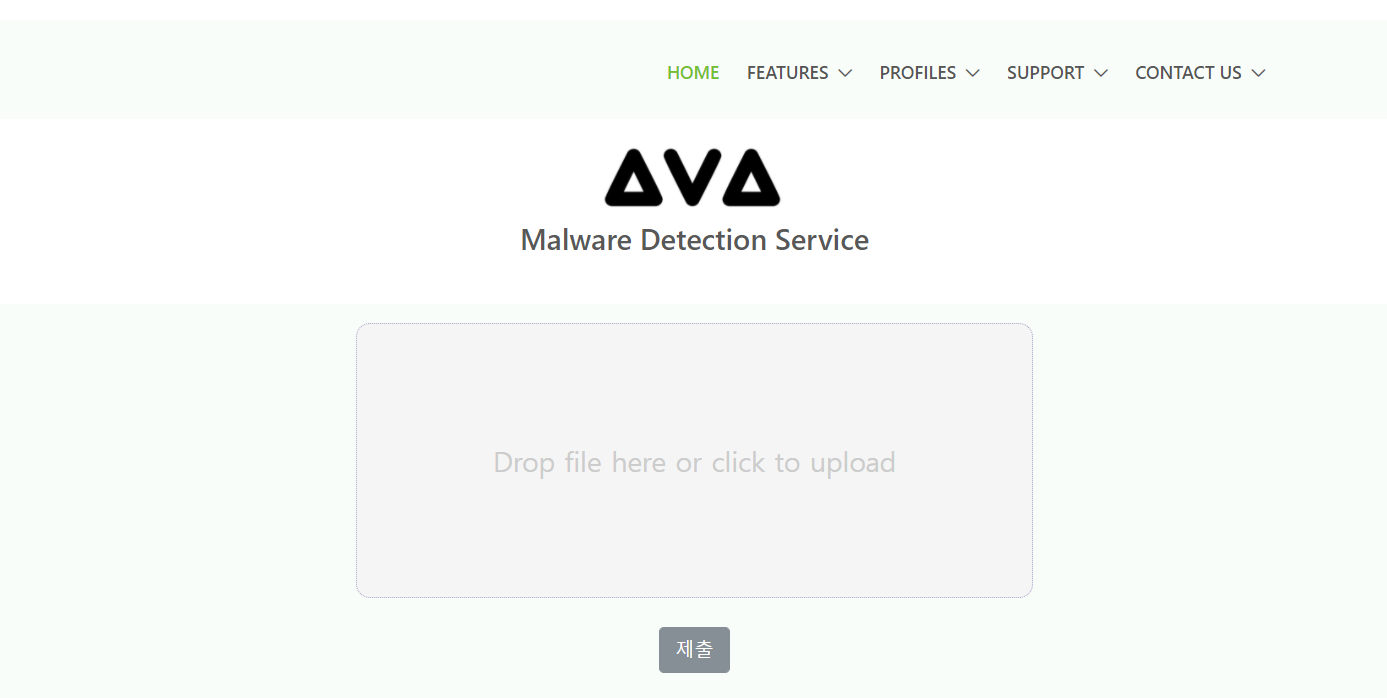 HOME FEATURES PROFILES SUPPORT CONTACT US
AVA
Malware Detection Service
Drop file here or click to upload
제출